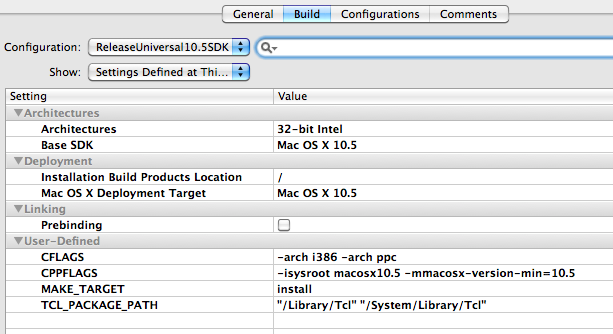 General Build Configurations Comments
Configuration: ReleaseUniversal10.5SDK
Show: Settings Defined at Thi...
Setting Value
Architectures
Architectures 32-bit Intel
Base SDK Mac OS X 10.5
Deployment
Installation Build Products Location /
Mac OS X Deployment Target Mac OS X 10.5
Linking
Prebinding
User-Defined
CFLAGS -arch i386 -arch ppc
CPPFLAGS -isysroot macosx10.5 -mmacosx-version-min=10.5
MAKE_TARGET install
TCL_PACKAGE_PATH "/Library/Tcl" "/System/Library/Tcl"